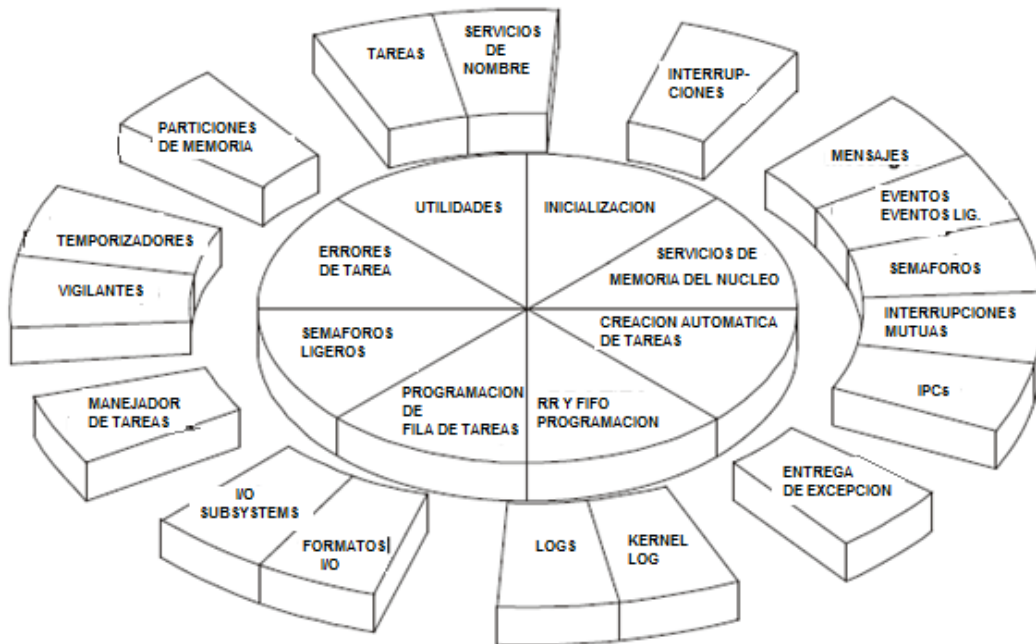 TAREAS
SERVICIOS
DE
NOMBRE
INTERRUP-
CIONES
PARTICIONES
DE MEMORIA
MENSAJES
EVENTOS
EVENTOS LIG.
SEMAFOROS
INTERRUPCIONES
MUTUAS
IPCs
TEMPORIZADORES
VIGILANTES
MANEJADOR
DE TAREAS
UTILIDADES
INICIALIZACION
ERRORES
DE TAREA
SERVICIOS DE
MEMORIA DEL NUCLEO
SEMAFOROS
LIGEROS
CREACION AUTOMATICA
DE TAREAS
PROGRAMACION
DE
FILA DE TAREAS
RR Y FIFO
PROGRAMACION
ENTREGA
DE EXCEPCION
I/O
SUBSYSTEMS
FORMATOS
I/O
LOGS
KERNEL
LOG